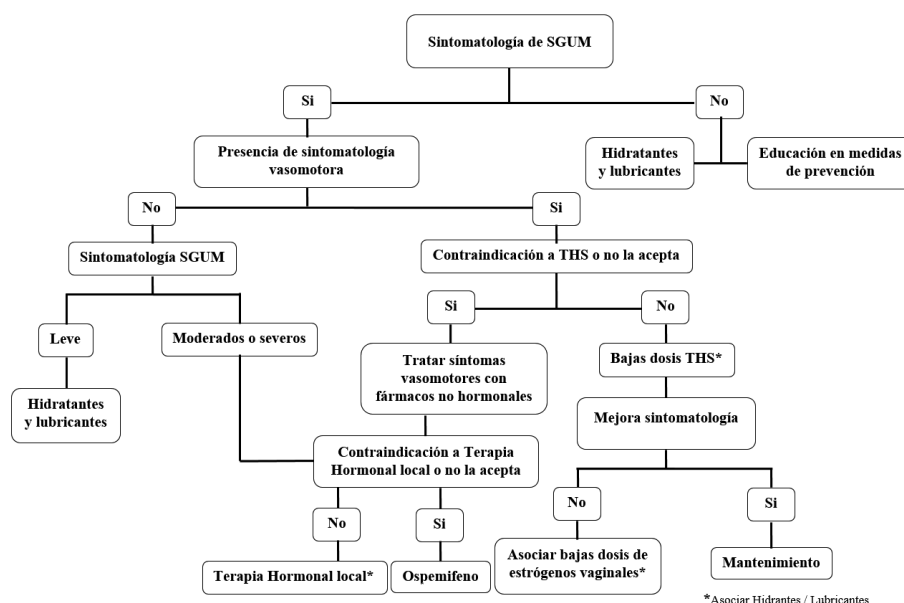 Sintomatología de SGUM
Si
No
Presencia de sintomatología
vasomotora
Hidratantes
y lubricantes
Educación en medidas
de prevención
No
Si
Sintomatología SGUM
Contraindicación a THS o no la acepta
Leve
Moderados o severos
Si
No
Hidratantes
y lubricantes
Tratar síntomas
vasomotores con
fármacos no hormonales
Bajas dosis THS*
Mejora sintomatología
Contraindicación a Terapia
Hormonal local o no la acepta
No
Si
No
Si
Terapia Hormonal local*
Ospemifeno
Asociar bajas dosis de
estrógenos vaginales*
Mantenimiento
*Asociar Hidrantes / Lubricantes